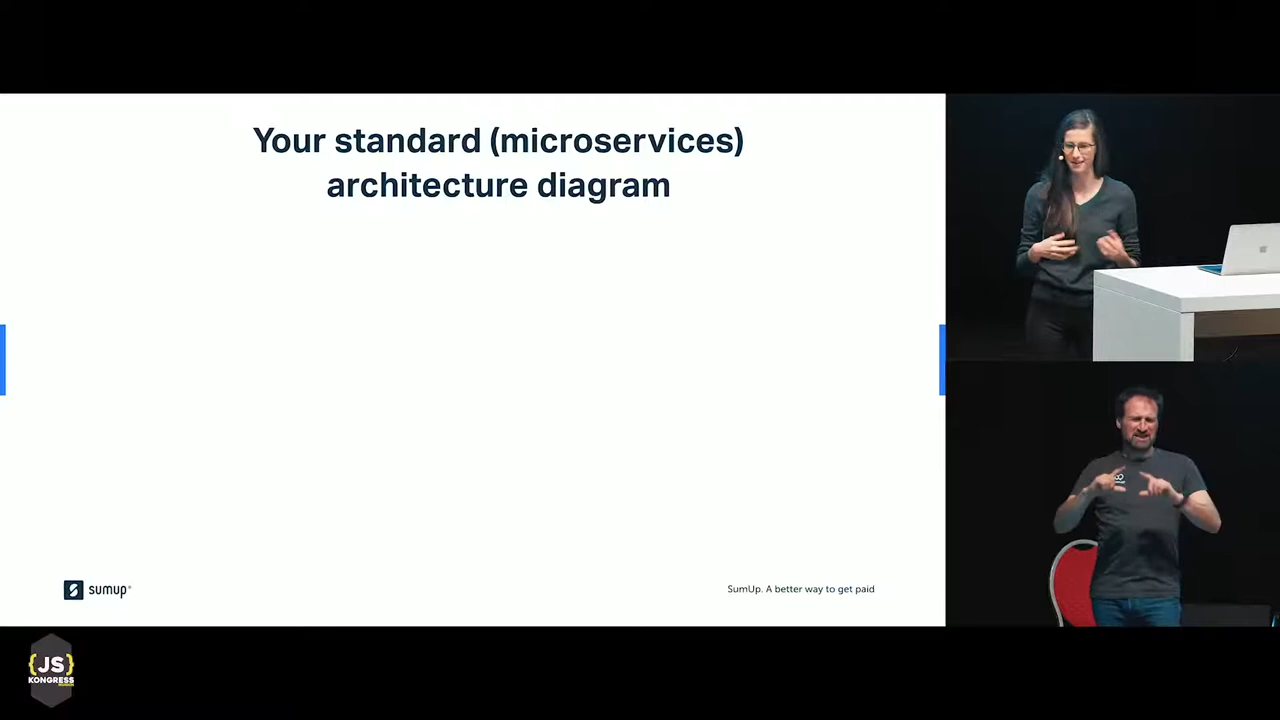 Your standard (microservices)
architecture diagram
sumup®
SumUp. A better way to get paid
{JS}
KONGRESS